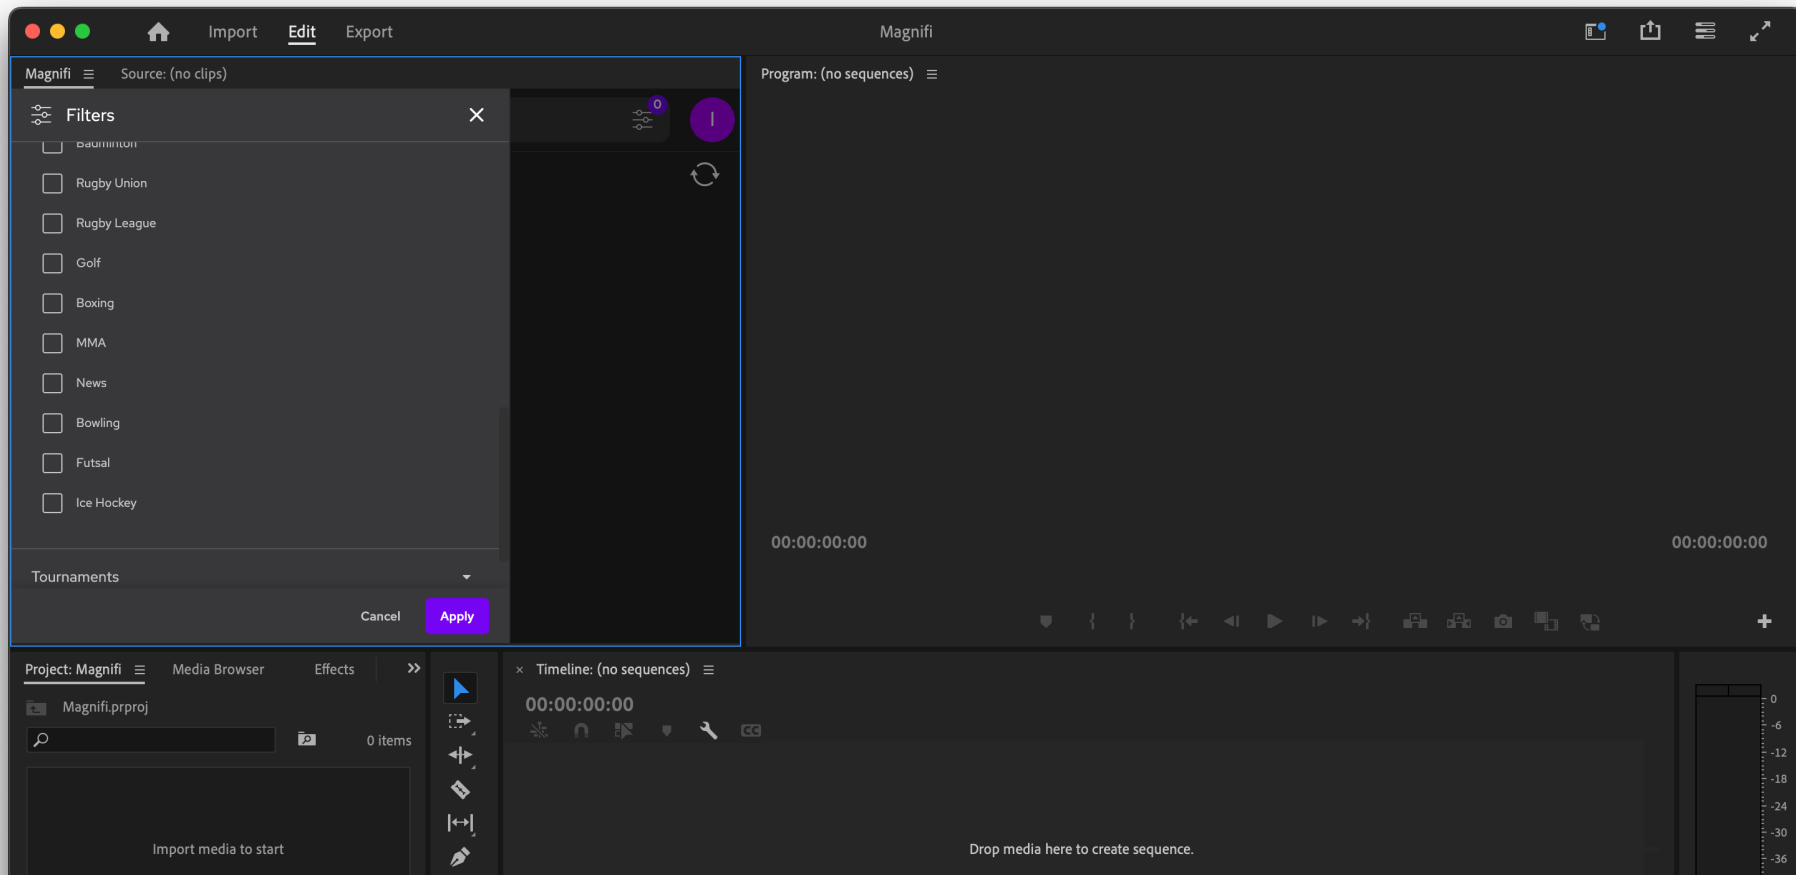 Import Edit Export
Magnifi
Magnifi
Source: (no clips)
Program: (no sequences)
Filters
0
I
Badminton
Rugby Union
Rugby League
Golf
Boxing
MMA
News
Bowling
Futsal
Ice Hockey
Tournaments
Cancel Apply
00:00:00:00
00:00:00:00
Project: Magnifi
Media Browser
Effects
Magnifi.prproj
0 items
Import media to start
Timeline: (no sequences)
00:00:00:00
CC
Drop media here to create sequence.
0
-6
-12
-18
-24
-30
-36